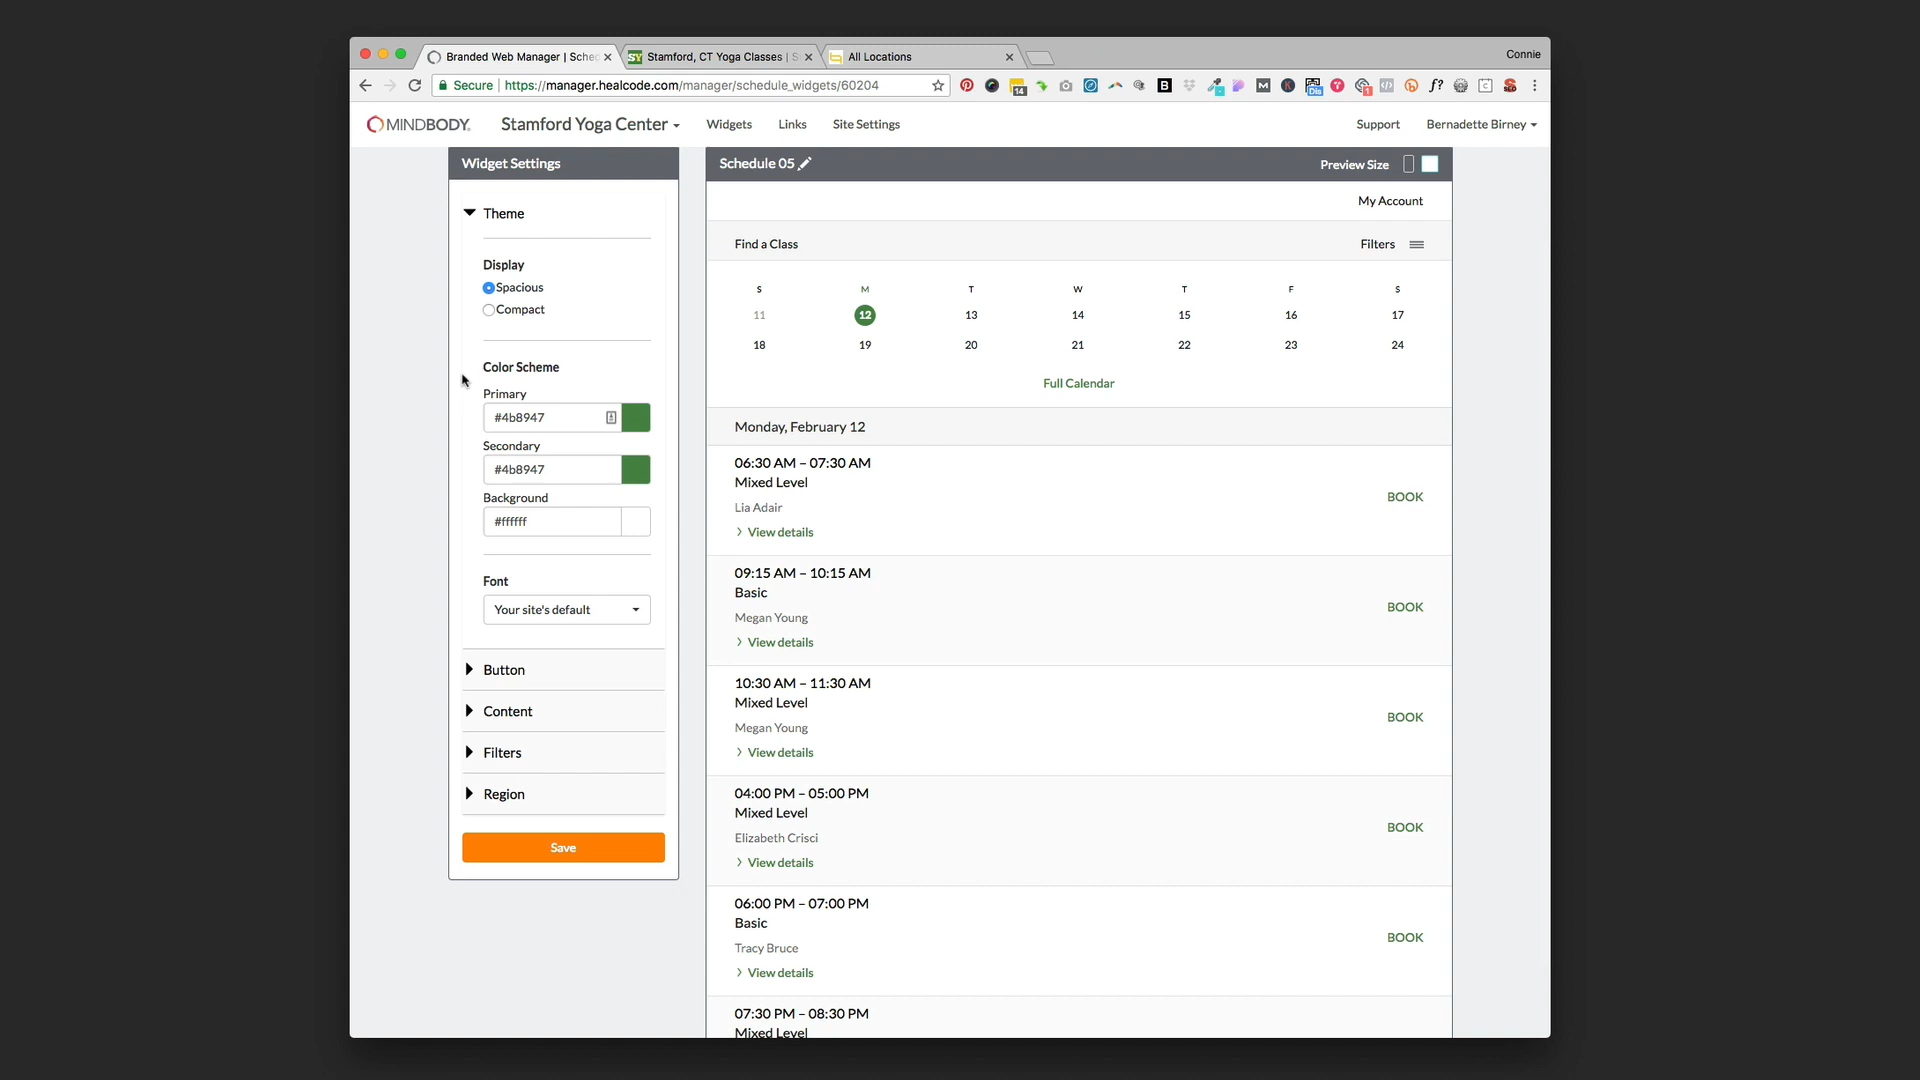 Branded Web Manager | Sched
Stamford, CT Yoga Classes | S
All Locations
Connie
Secure
https://manager.healcode.com/manager/schedule_widgets/60204
14
B
M
Dis
1
f?
MINDBODY
Stamford Yoga Center
Widgets
Links
Site Settings
Support
Bernadette Birney
Widget Settings
Theme
Display
Spacious
Compact
Color Scheme
Primary
#4b8947
Secondary
#4b8947
Background
#ffffff
Font
Your site's default
Button
Content
Filters
Region
Save
Schedule 05
Preview Size
My Account
Find a Class
Filters
S M T W T F S
11 12 13 14 15 16 17
18 19 20 21 22 23 24
Full Calendar
Monday, February 12
06:30 AM – 07:30 AM
Mixed Level
Lia Adair
View details
BOOK
09:15 AM – 10:15 AM
Basic
Megan Young
View details
BOOK
10:30 AM – 11:30 AM
Mixed Level
Megan Young
View details
BOOK
04:00 PM – 05:00 PM
Mixed Level
Elizabeth Crisci
View details
BOOK
06:00 PM – 07:00 PM
Basic
Tracy Bruce
View details
BOOK
07:30 PM – 08:30 PM
Mixed Level